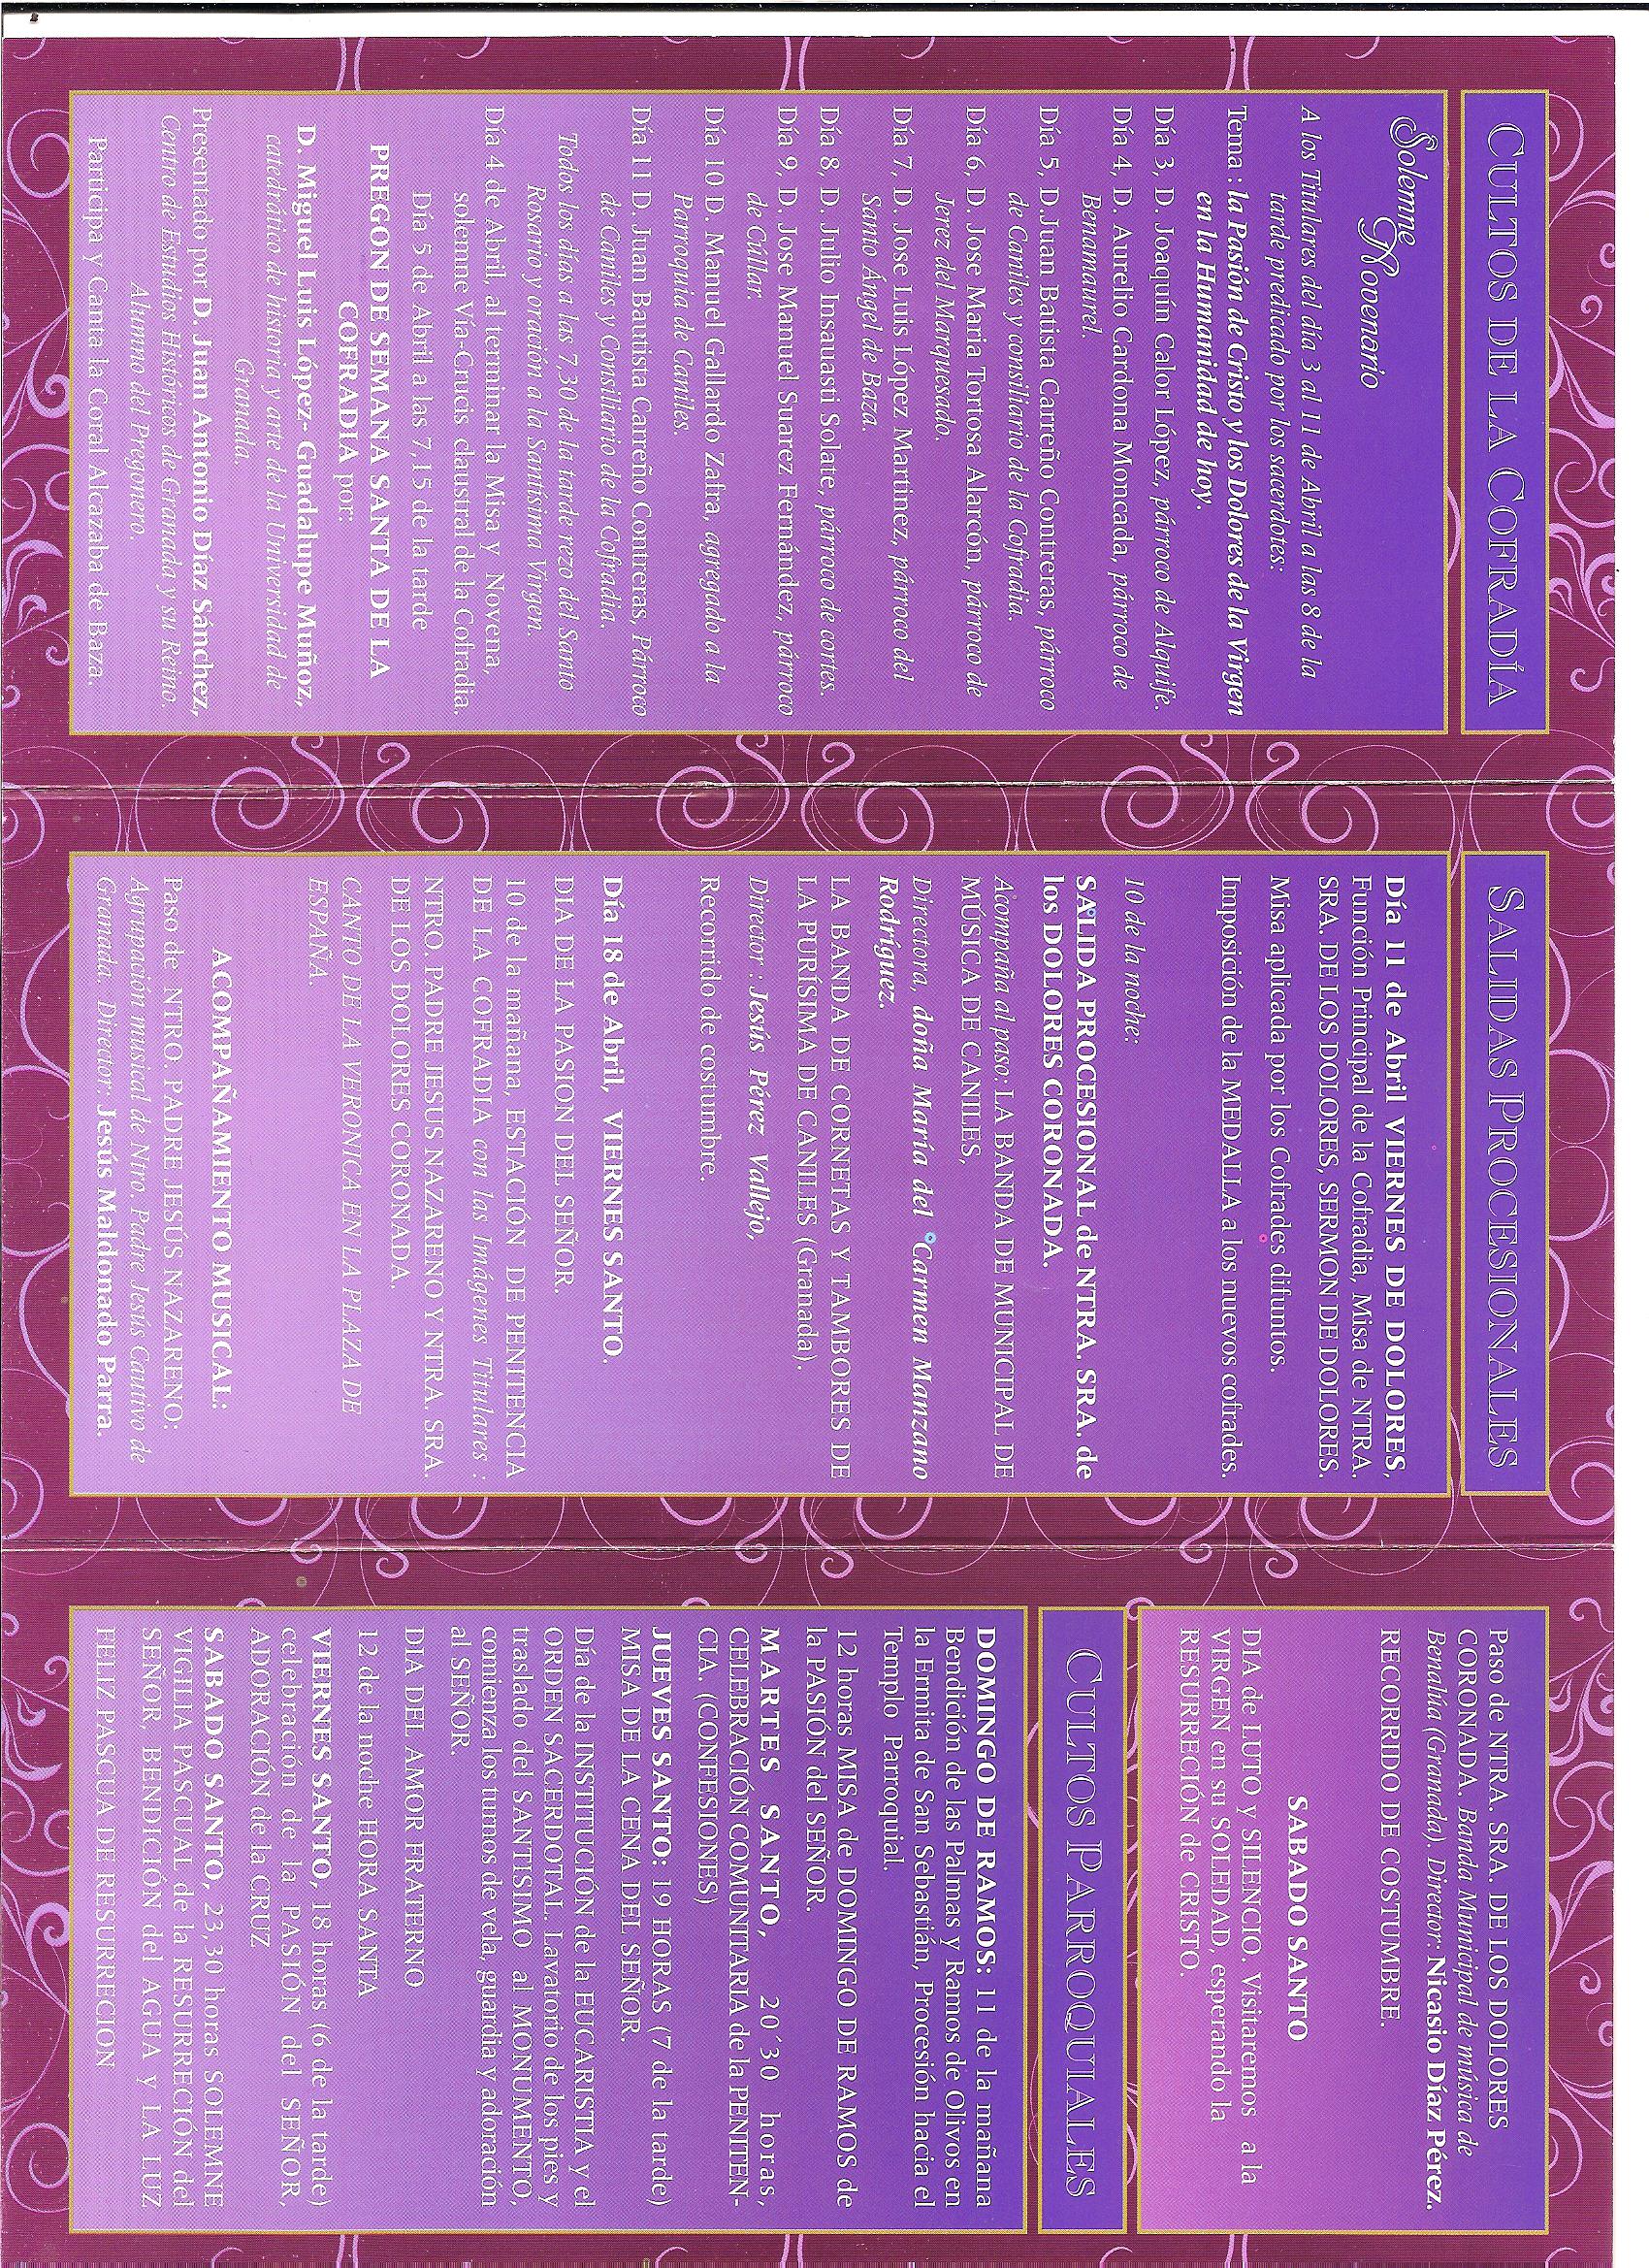 CULTOS DE LA COFRADÍA
Solemne
Novenario
A los Titulares del día 3 al 11 de Abril a las 8 de la
tarde predicado por los sacerdotes:
Tema : la Pasión de Cristo y los Dolores de la Virgen
en la Humanidad de hoy.
Día 3, D. Joaquín Calor López, párroco de Alquife.
Día 4, D. Aurelio Cardona Moncada, párroco de
Benamaurel.
Día 5, D.Juan Batista Carreño Contreras, párroco
de Caniles y consiliario de la Cofradia.
Día 6, D. Jose Maria Tortosa Alarcón, párroco de
Jerez del Marquesado.
Día 7, D. Jose Luis López Martinez, párroco del
Santo Ángel de Baza.
Día 8, D. Julio Insausti Solate, párroco de cortes.
Día 9, D. Jose Manuel Suarez Fernández, párroco
de Cúllar.
Día 10 D. Manuel Gallardo Zafra, agregado a la
Parroquia de Caniles.
Día 11 D. Juan Bautista Carreño Contreras, Párroco
de Caniles y Consiliario de la Cofradia.
Todos los días a las 7,30 de la tarde rezo del Santo
Rosario y oración a la Santísima Virgen.
Día 4 de Abril, al terminar la Misa y Novena,
solemne Vía-Crucis claustral de la Cofradia.
Día 5 de Abril a las 7,15 de la tarde
PREGON DE SEMANA SANTA DE LA
COFRADIA por:
D. Miguel Luis López- Guadalupe Muñoz,
catedrático de historia y arte de la Universidad de
Granada.
Presentado por D. Juan Antonio Díaz Sánchez,
Centro de Estudios Históricos de Granada y su Reino.
Alumno del Pregonero.
Participa y Canta la Coral Alcazaba de Baza.
SALIDAS PROCESIONALES
Día 11 de Abril VIERNES DE DOLORES,
Función Principal de la Cofradia, Misa de NTRA.
SRA. DE LOS DOLORES, SERMON DE DOLORES.
Misa aplicada por los Cofrades difuntos.
Imposición de la MEDALLA a los nuevos cofrades.
10 de la noche:
SALIDA PROCESIONAL de NTRA. SRA. de
los DOLORES CORONADA.
Acompaña al paso: LA BANDA DE MUNICIPAL DE
MÚSICA DE CANILES,
Directora, doña María del Carmen Manzano
Rodríguez.
LA BANDA DE CORNETAS Y TAMBORES DE
LA PURÍSIMA DE CANILES (Granada).
Director : Jesús Pérez Vallejo,
Recorrido de costumbre.
Día 18 de Abril, VIERNES SANTO.
DIA DE LA PASION DEL SEÑOR.
10 de la mañana, ESTACIÓN DE PENITENCIA
DE LA COFRADIA con las Imágenes Titulares :
NTRO. PADRE JESUS NAZARENO Y NTRA. SRA.
DE LOS DOLORES CORONADA.
CANTO DE LA VERONICA EN LA PLAZA DE
ESPAÑA.
ACOMPAÑAMIENTO MUSICAL:
Paso de NTRO. PADRE JESÚS NAZARENO:
Agrupación musical de Ntro. Padre Jesús Cautivo de
Granada. Director: Jesús Maldonado Parra.
Paso de NTRA. SRA. DE LOS DOLORES
CORONADA. Banda Municipal de música de
Benalúa (Granada). Director: Nicasio Díaz Pérez.
RECORRIDO DE COSTUMBRE.
SABADO SANTO
DIA de LUTO y SILENCIO. Visitaremos a la
VIRGEN en su SOLEDAD, esperando la
RESURRECIÓN de CRISTO.
CULTOS PARROQUIALES
DOMINGO DE RAMOS: 11 de la mañana
Bendición de las Palmas y Ramos de Olivos en
la Ermita de San Sebastián, Procesión hacia el
Templo Parroquial.
12 horas MISA de DOMINGO DE RAMOS de
la PASIÓN del SEÑOR.
MARTES SANTO, 20´30 horas,
CELEBRACIÓN COMUNITARIA de la PENITEN-
CIA. (CONFESIONES)
JUEVES SANTO: 19 HORAS (7 de la tarde)
MISA DE LA CENA DEL SEÑOR.
Día de la INSTITUCIÓN de la EUCARISTIA y el
ORDEN SACERDOTAL. Lavatorio de los pies y
traslado del SANTISIMO al MONUMENTO,
comienza los turnos de vela, guardia y adoración
al SEÑOR.
DIA DEL AMOR FRATERNO
12 de la noche HORA SANTA
VIERNES SANTO, 18 horas (6 de la tarde)
celebración de la PASIÓN del SEÑOR,
ADORACIÓN de la CRUZ
SABADO SANTO, 23,30 horas SOLEMNE
VIGILIA PASCUAL de la RESURRECIÓN del
SEÑOR, BENDICIÓN del AGUA y LA LUZ
FELIZ PASCUA DE RESURRECION